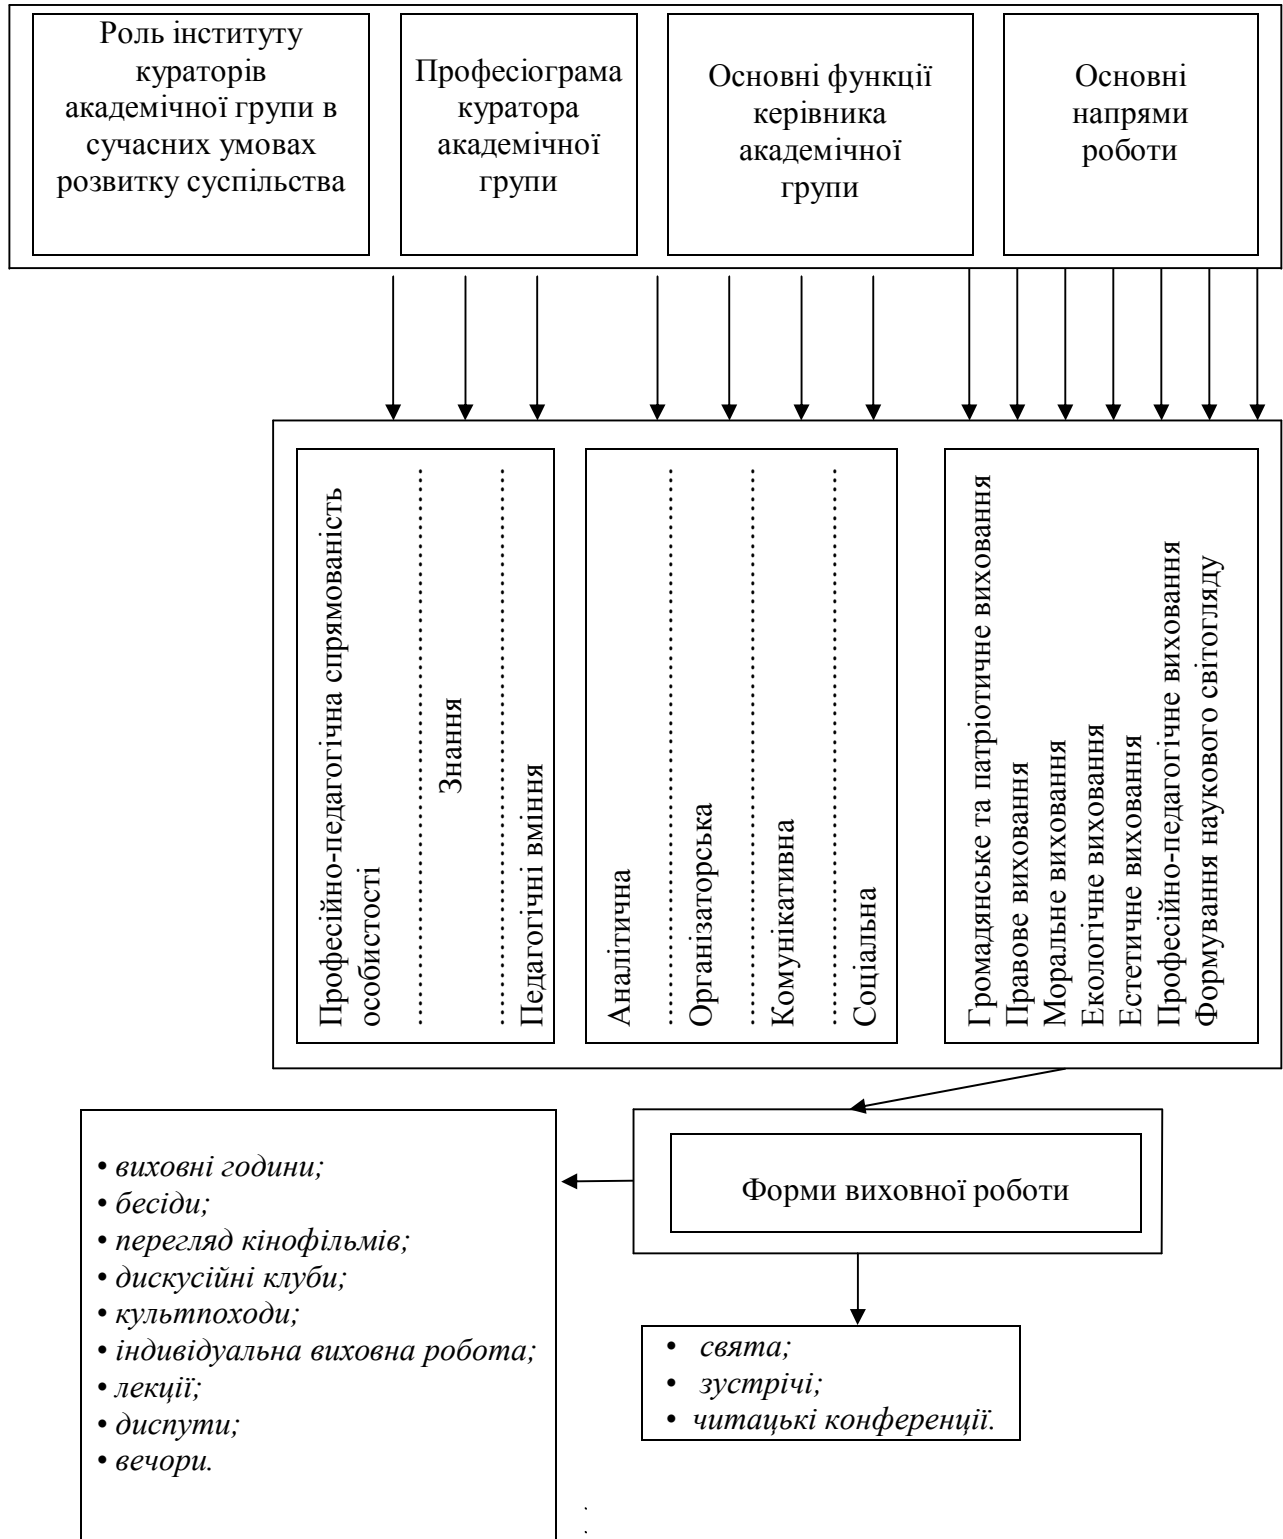 Роль інституту
кураторів
академічної групи в
сучасних умовах
розвитку суспільства
Професіограма
куратора
академічної
групи
Основні функції
керівника
академічної
групи
Основні
напрями
роботи
Професійно-педагогічна спрямованість
особистості
Знання
Педагогічні вміння
Аналітична
Організаторська
Комунікативна
Соціальна
Громадянське та патріотичне виховання
Правове виховання
Моральне виховання
Екологічне виховання
Естетичне виховання
Професійно-педагогічне виховання
Формування наукового світогляду
Форми виховної роботи
• виховні години;
• бесіди;
• перегляд кінофільмів;
• дискусійні клуби;
• культпоходи;
• індивідуальна виховна робота;
• лекції;
• диспути;
• вечори.
• свята;
• зустрічі;
• читацькі конференції.